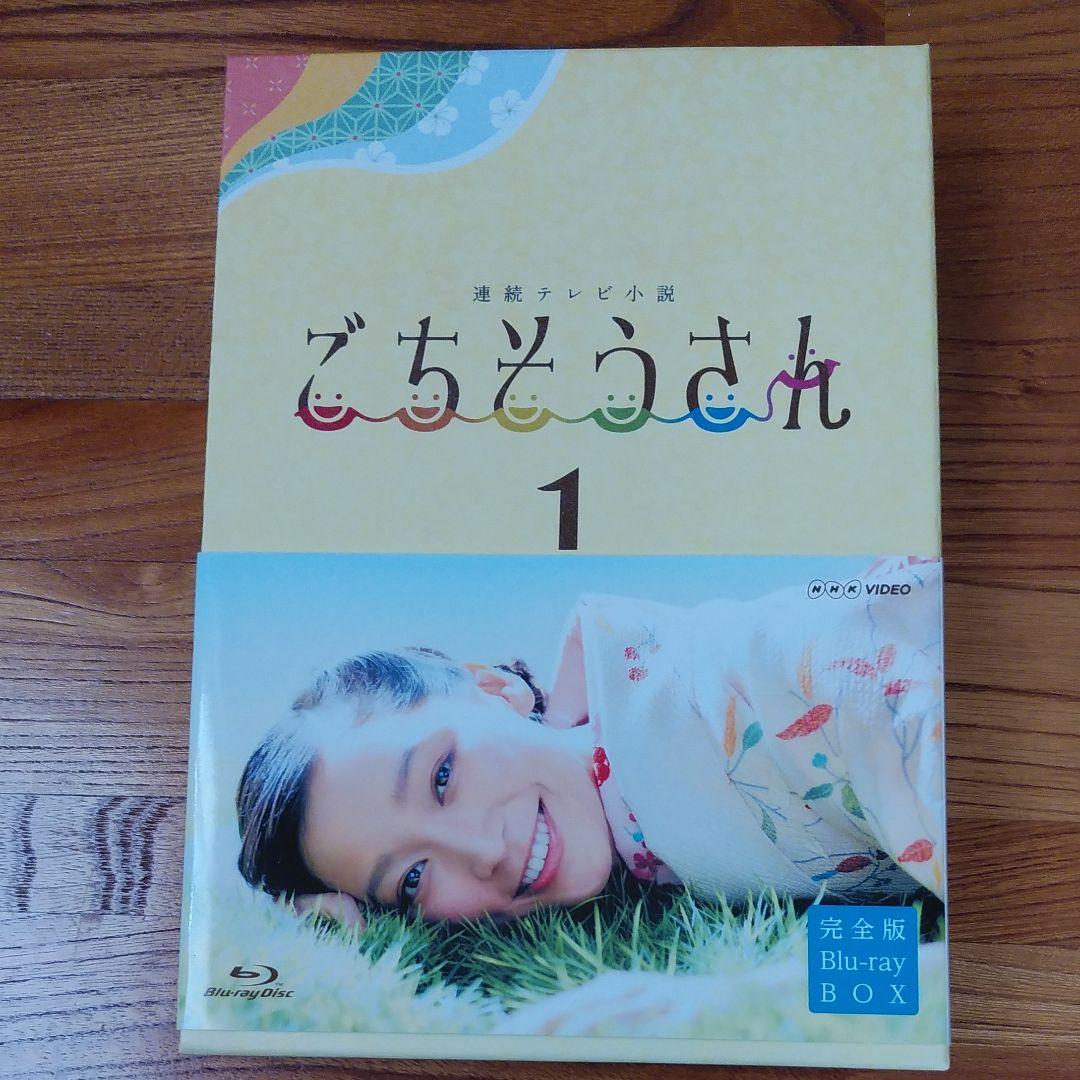 連続テレビ小説
ごちそうさん
1
NHK VIDEO
完全版
Blu-ray
BOX
Blu-ray Disc